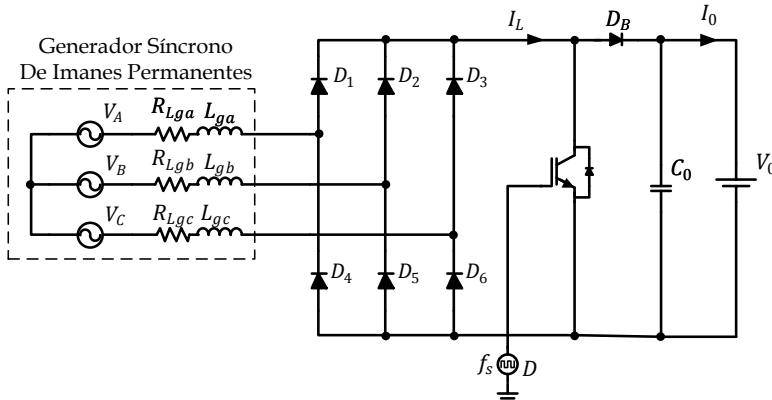 I_L
D_B
I_0
Generador Síncrono
De Imanes Permanentes
D_1
D_2
D_3
V_A
R_Lga
L_ga
V_B
R_Lgb
L_gb
V_C
R_Lgc
L_gc
C_0
V_0
D_4
D_5
D_6
f_s
D